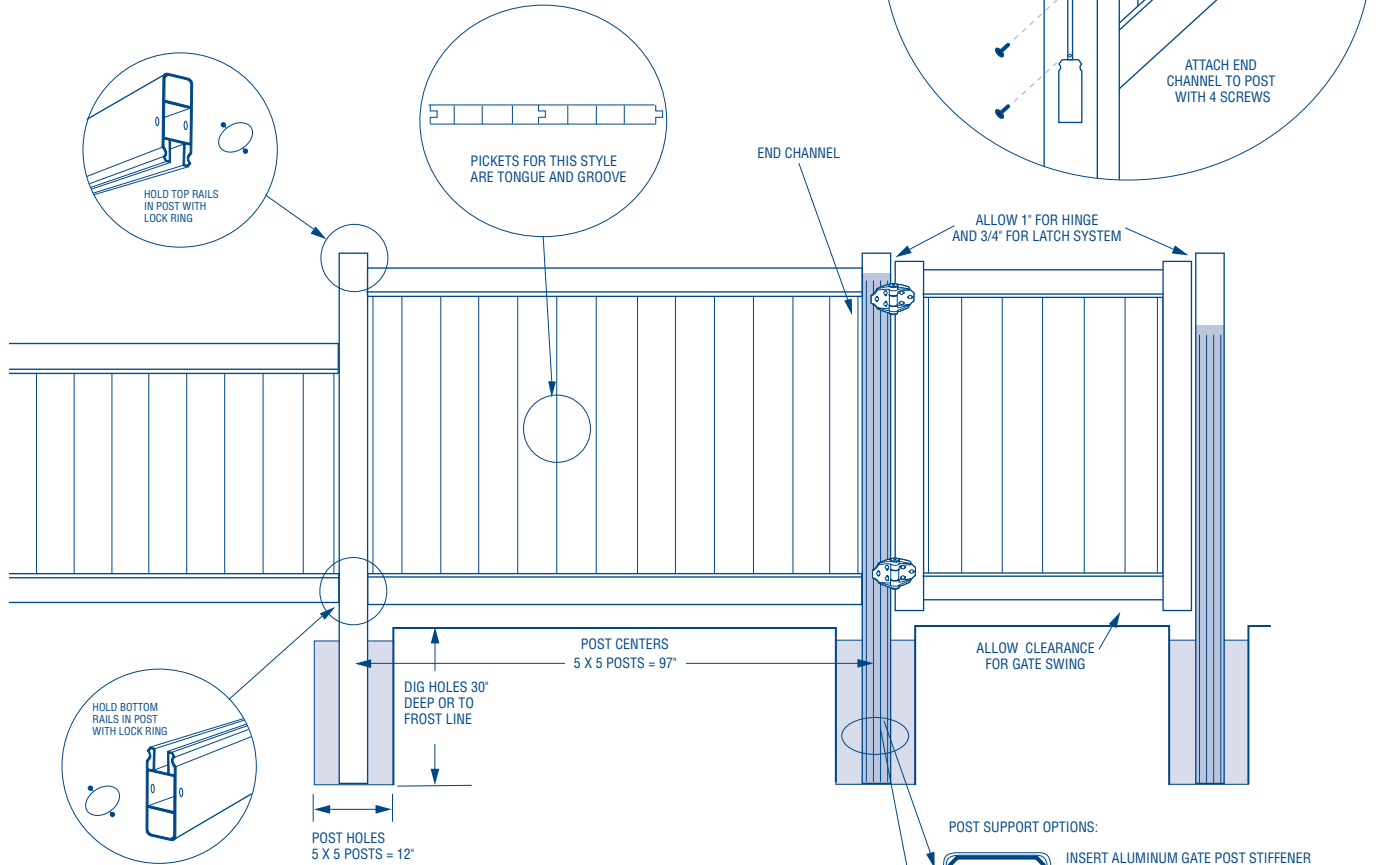 ATTACH END
CHANNEL TO POST
WITH 4 SCREWS
PICKETS FOR THIS STYLE
ARE TONGUE AND GROOVE
END CHANNEL
HOLD TOP RAILS
IN POST WITH
LOCK RING
ALLOW 1" FOR HINGE
AND 3/4" FOR LATCH SYSTEM
POST CENTERS
5 X 5 POSTS = 97"
ALLOW CLEARANCE
FOR GATE SWING
DIG HOLES 30"
DEEP OR TO
FROST LINE
HOLD BOTTOM
RAILS IN POST
WITH LOCK RING
POST HOLES
5 X 5 POSTS = 12"
POST SUPPORT OPTIONS:
INSERT ALUMINUM GATE POST STIFFENER